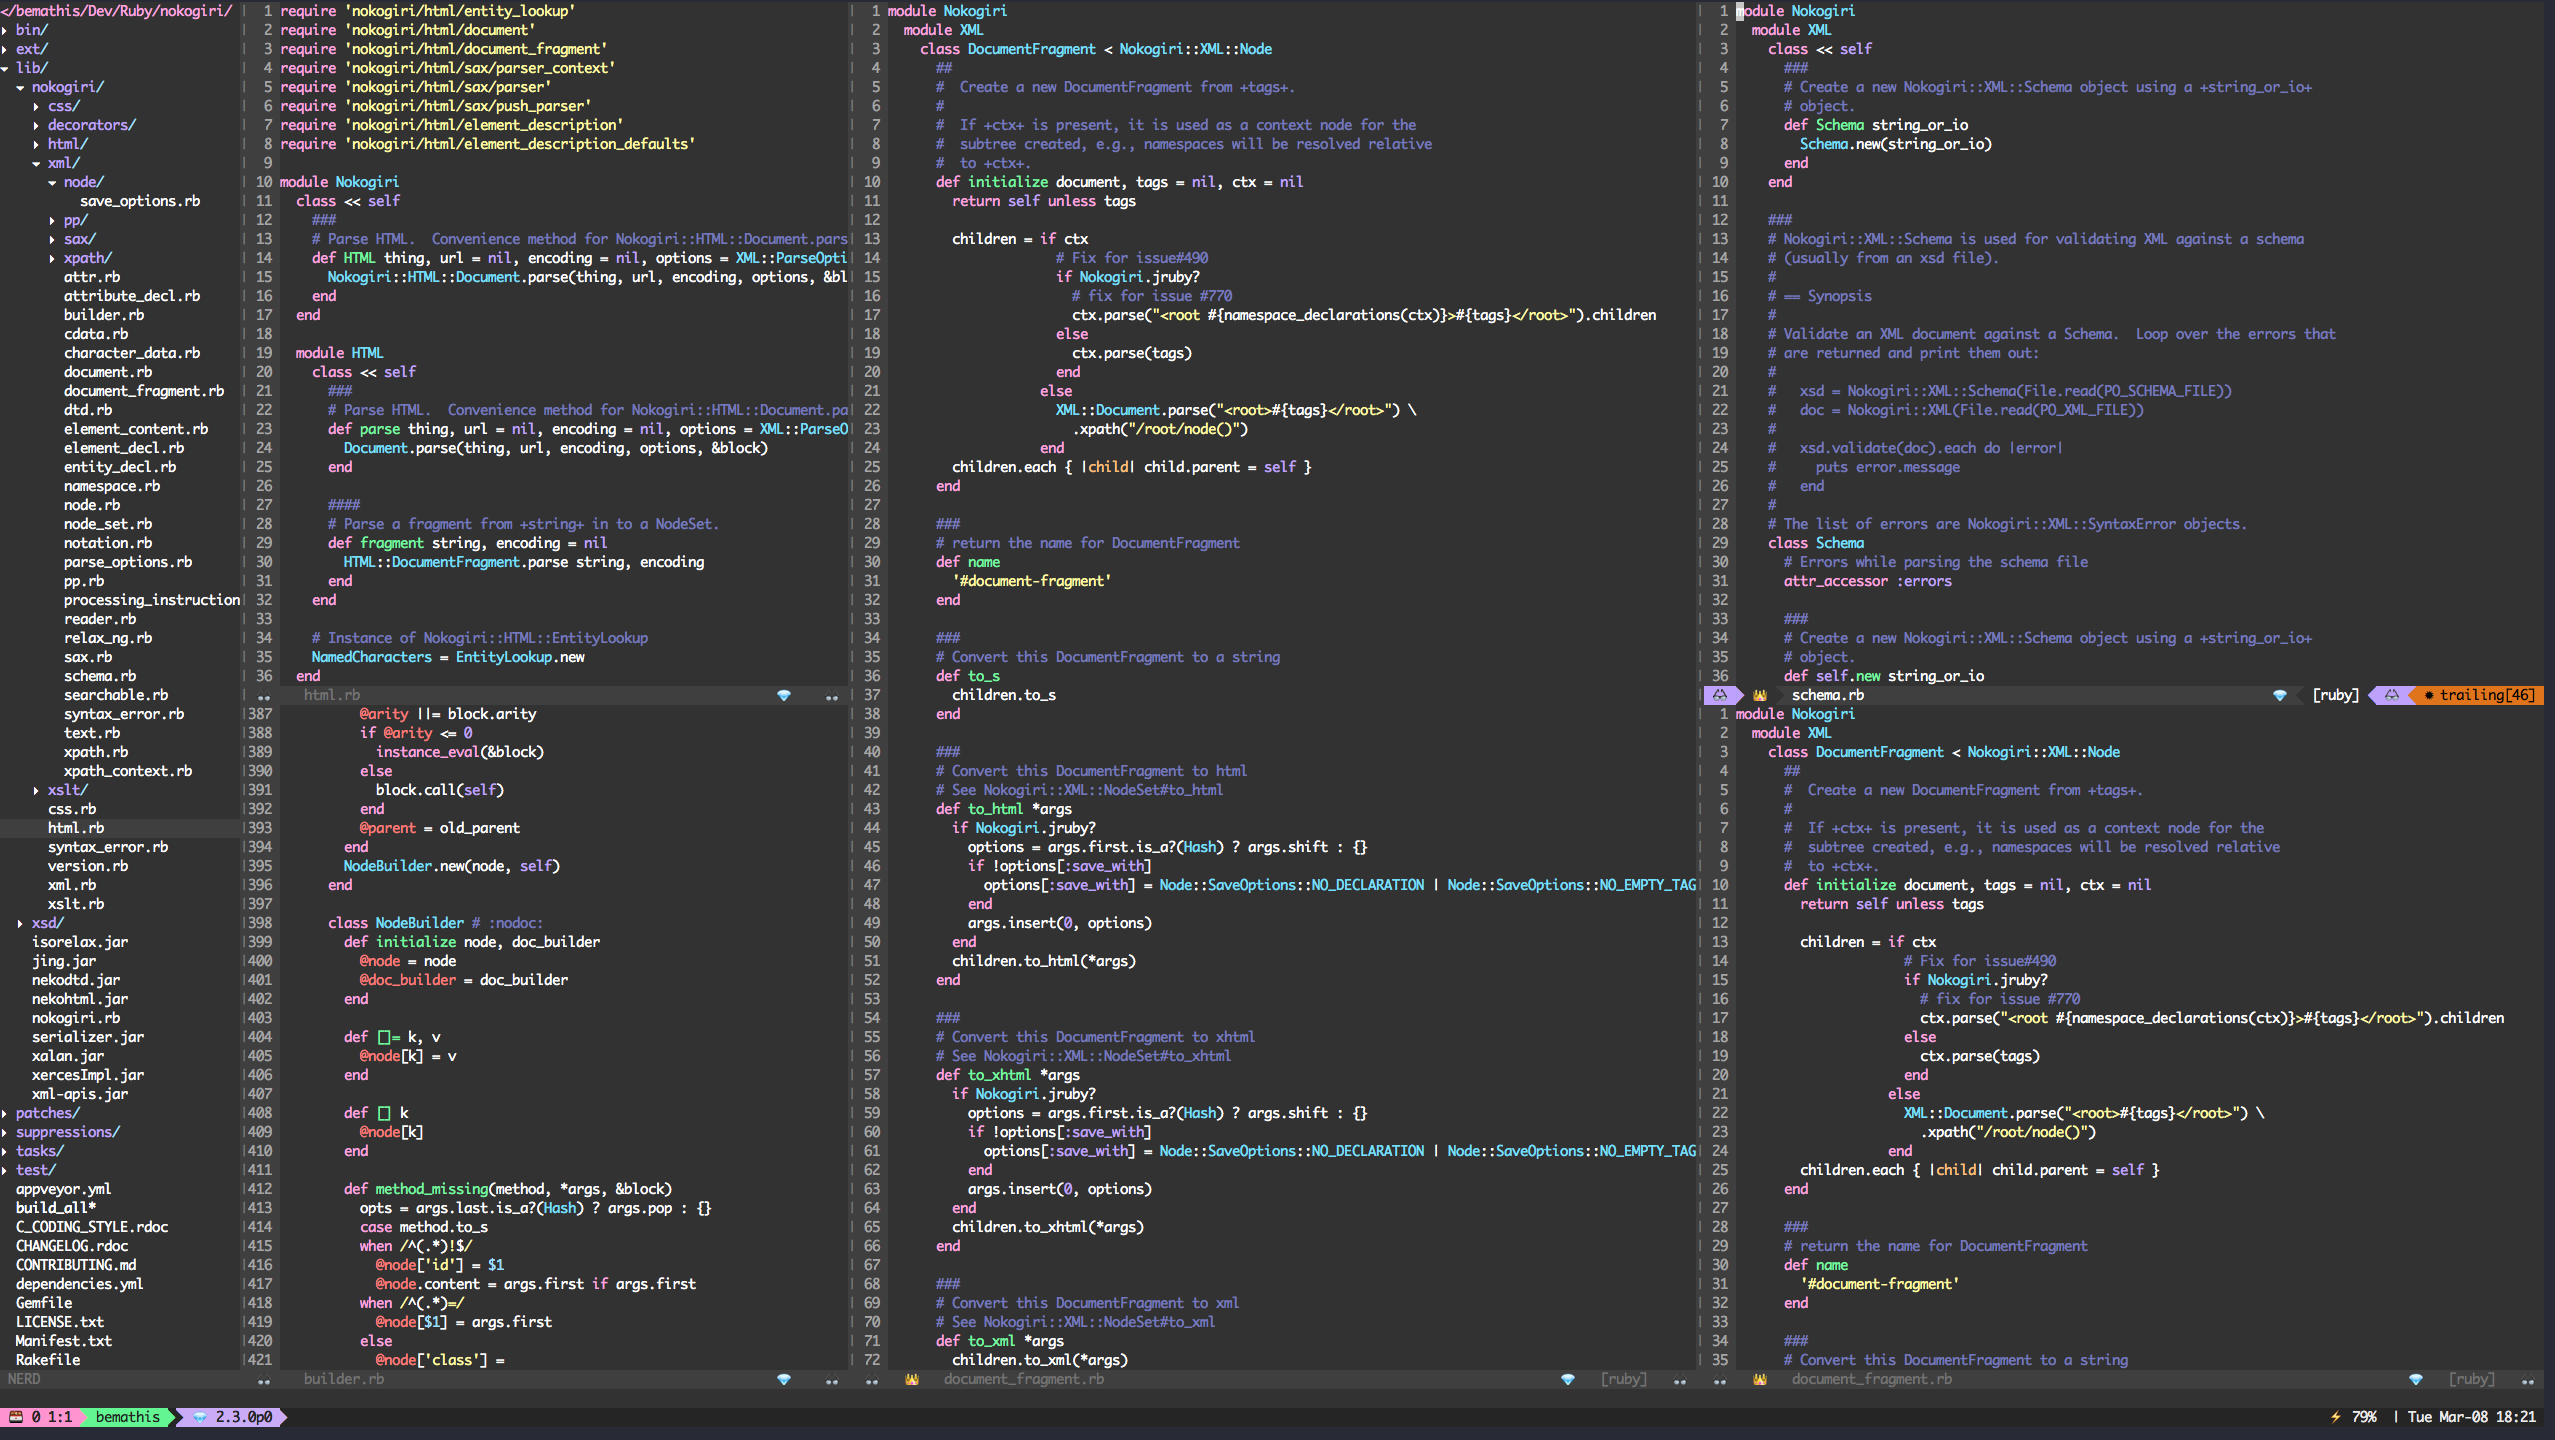 </bemathis/Dev/Ruby/nokogiri/
▸ bin/
▸ ext/
▾ lib/
▾ nokogiri/
▸ css/
▸ decorators/
▸ html/
▾ xml/
▾ node/
save_options.rb
▸ pp/
▸ sax/
▸ xpath/
attr.rb
attribute_decl.rb
builder.rb
cdata.rb
character_data.rb
document.rb
document_fragment.rb
dtd.rb
element_content.rb
element_decl.rb
entity_decl.rb
namespace.rb
node.rb
node_set.rb
notation.rb
parse_options.rb
pp.rb
processing_instruction
reader.rb
relax_ng.rb
sax.rb
schema.rb
searchable.rb
syntax_error.rb
text.rb
xpath.rb
xpath_context.rb
▸ xslt/
css.rb
html.rb
syntax_error.rb
version.rb
xml.rb
xslt.rb
▸ xsd/
isorelax.jar
jing.jar
nekodtd.jar
nekohtml.jar
nokogiri.rb
serializer.jar
xalan.jar
xercesImpl.jar
xml-apis.jar
▸ patches/
▸ suppressions/
▸ tasks/
▸ test/
appveyor.yml
build_all*
C_CODING_STYLE.rdoc
CHANGELOG.rdoc
CONTRIBUTING.md
dependencies.yml
Gemfile
LICENSE.txt
Manifest.txt
Rakefile
NERD
1 require 'nokogiri/html/entity_lookup'
2 require 'nokogiri/html/document'
3 require 'nokogiri/html/document_fragment'
4 require 'nokogiri/html/sax/parser_context'
5 require 'nokogiri/html/sax/parser'
6 require 'nokogiri/html/sax/push_parser'
7 require 'nokogiri/html/element_description'
8 require 'nokogiri/html/element_description_defaults'
9
10 module Nokogiri
11   class << self
12     ###
13     # Parse HTML.  Convenience method for Nokogiri::HTML::Document.pars
14     def HTML thing, url = nil, encoding = nil, options = XML::ParseOpti
15       Nokogiri::HTML::Document.parse(thing, url, encoding, options, &bl
16     end
17   end
18
19   module HTML
20     class << self
21       ###
22       # Parse HTML.  Convenience method for Nokogiri::HTML::Document.pa
23       def parse thing, url = nil, encoding = nil, options = XML::ParseO
24         Document.parse(thing, url, encoding, options, &block)
25       end
26
27       ####
28       # Parse a fragment from +string+ in to a NodeSet.
29       def fragment string, encoding = nil
30         HTML::DocumentFragment.parse string, encoding
31       end
32     end
33
34     # Instance of Nokogiri::HTML::EntityLookup
35     NamedCharacters = EntityLookup.new
36   end
html.rb
387           @arity ||= block.arity
388           if @arity <= 0
389             instance_eval(&block)
390           else
391             block.call(self)
392           end
393           @parent = old_parent
394         end
395         NodeBuilder.new(node, self)
396       end
397
398       class NodeBuilder # :nodoc:
399         def initialize node, doc_builder
400           @node = node
401           @doc_builder = doc_builder
402         end
403
404         def []= k, v
405           @node[k] = v
406         end
407
408         def [] k
409           @node[k]
410         end
411
412         def method_missing(method, *args, &block)
413           opts = args.last.is_a?(Hash) ? args.pop : {}
414           case method.to_s
415           when /^(.*)!$/
416             @node['id'] = $1
417             @node.content = args.first if args.first
418           when /^(.*)=/
419             @node[$1] = args.first
420           else
421             @node['class'] =
builder.rb
1 module Nokogiri
2   module XML
3     class DocumentFragment < Nokogiri::XML::Node
4       ##
5       #  Create a new DocumentFragment from +tags+.
6       #
7       #  If +ctx+ is present, it is used as a context node for the
8       #  subtree created, e.g., namespaces will be resolved relative
9       #  to +ctx+.
10       def initialize document, tags = nil, ctx = nil
11         return self unless tags
12
13         children = if ctx
14                      # Fix for issue#490
15                      if Nokogiri.jruby?
16                        # fix for issue #770
17                        ctx.parse("<root #{namespace_declarations(ctx)}>#{tags}</root>").children
18                      else
19                        ctx.parse(tags)
20                      end
21                    else
22                      XML::Document.parse("<root>#{tags}</root>") \
23                        .xpath("/root/node()")
24                    end
25         children.each { |child| child.parent = self }
26       end
27
28       ###
29       # return the name for DocumentFragment
30       def name
31         '#document-fragment'
32       end
33
34       ###
35       # Convert this DocumentFragment to a string
36       def to_s
37         children.to_s
38       end
39
40       ###
41       # Convert this DocumentFragment to html
42       # See Nokogiri::XML::NodeSet#to_html
43       def to_html *args
44         if Nokogiri.jruby?
45           options = args.first.is_a?(Hash) ? args.shift : {}
46           if !options[:save_with]
47             options[:save_with] = Node::SaveOptions::NO_DECLARATION | Node::SaveOptions::NO_EMPTY_TAG
48           end
49           args.insert(0, options)
50         end
51         children.to_html(*args)
52       end
53
54       ###
55       # Convert this DocumentFragment to xhtml
56       # See Nokogiri::XML::NodeSet#to_xhtml
57       def to_xhtml *args
58         if Nokogiri.jruby?
59           options = args.first.is_a?(Hash) ? args.shift : {}
60           if !options[:save_with]
61             options[:save_with] = Node::SaveOptions::NO_DECLARATION | Node::SaveOptions::NO_EMPTY_TAG
62           end
63           args.insert(0, options)
64         end
65         children.to_xhtml(*args)
66       end
67
68       ###
69       # Convert this DocumentFragment to xml
70       # See Nokogiri::XML::NodeSet#to_xml
71       def to_xml *args
72         children.to_xml(*args)
document_fragment.rb [ruby]
1 module Nokogiri
2   module XML
3     class << self
4       ###
5       # Create a new Nokogiri::XML::Schema object using a +string_or_io+
6       # object.
7       def Schema string_or_io
8         Schema.new(string_or_io)
9       end
10     end
11
12     ###
13     # Nokogiri::XML::Schema is used for validating XML against a schema
14     # (usually from an xsd file).
15     #
16     # == Synopsis
17     #
18     # Validate an XML document against a Schema.  Loop over the errors that
19     # are returned and print them out:
20     #
21     #   xsd = Nokogiri::XML::Schema(File.read(PO_SCHEMA_FILE))
22     #   doc = Nokogiri::XML(File.read(PO_XML_FILE))
23     #
24     #   xsd.validate(doc).each do |error|
25     #     puts error.message
26     #   end
27     #
28     # The list of errors are Nokogiri::XML::SyntaxError objects.
29     class Schema
30       # Errors while parsing the schema file
31       attr_accessor :errors
32
33       ###
34       # Create a new Nokogiri::XML::Schema object using a +string_or_io+
35       # object.
36       def self.new string_or_io
schema.rb [ruby] trailing[46]
1 module Nokogiri
2   module XML
3     class DocumentFragment < Nokogiri::XML::Node
4       ##
5       #  Create a new DocumentFragment from +tags+.
6       #
7       #  If +ctx+ is present, it is used as a context node for the
8       #  subtree created, e.g., namespaces will be resolved relative
9       #  to +ctx+.
10       def initialize document, tags = nil, ctx = nil
11         return self unless tags
12
13         children = if ctx
14                      # Fix for issue#490
15                      if Nokogiri.jruby?
16                        # fix for issue #770
17                        ctx.parse("<root #{namespace_declarations(ctx)}>#{tags}</root>").children
18                      else
19                        ctx.parse(tags)
20                      end
21                    else
22                      XML::Document.parse("<root>#{tags}</root>") \
23                        .xpath("/root/node()")
24                    end
25         children.each { |child| child.parent = self }
26       end
27
28       ###
29       # return the name for DocumentFragment
30       def name
31         '#document-fragment'
32       end
33
34       ###
35       # Convert this DocumentFragment to a string
document_fragment.rb [ruby]
0 1:1 bemathis 2.3.0p0 ⚡ 79% | Tue Mar-08 18:21